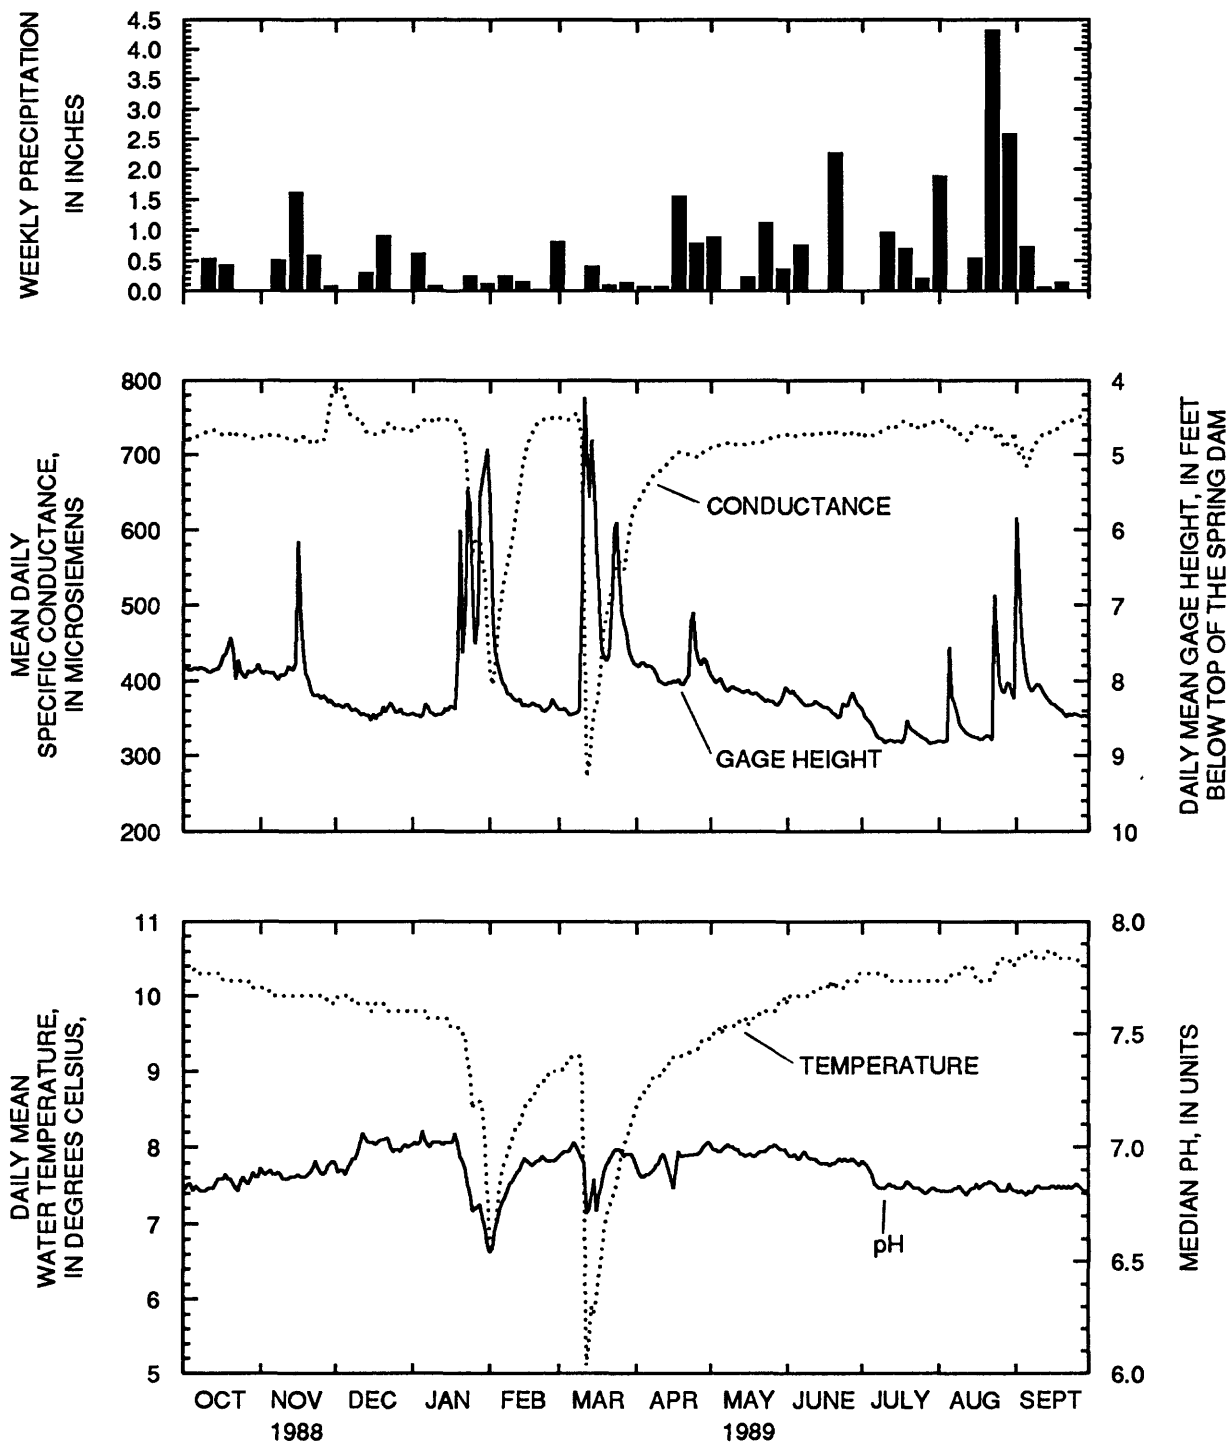 WEEKLY PRECIPITATION
IN INCHES
4.5
4.0
4.5
3.5
3.0
2.5
2.0
1.5
1.0
0.5
0.0
MEAN DAILY
SPECIFIC CONDUCTANCE,
IN MICROSIEMENS
800
700
600
500
400
300
200
CONDUCTANCE
GAGE HEIGHT
4
5
6
7
8
9
10
DAILY MEAN GAGE HEIGHT, IN FEET
BELOW TOP OF THE SPRING DAM
DAILY MEAN
WATER TEMPERATURE,
IN DEGREES CELSIUS,
11
10
9
8
7
6
5
TEMPERATURE
pH
8.0
7.5
7.0
6.5
6.0
MEDIAN PH, IN UNITS
OCT NOV DEC JAN FEB MAR APR MAY JUNE JULY AUG SEPT
1988 1989